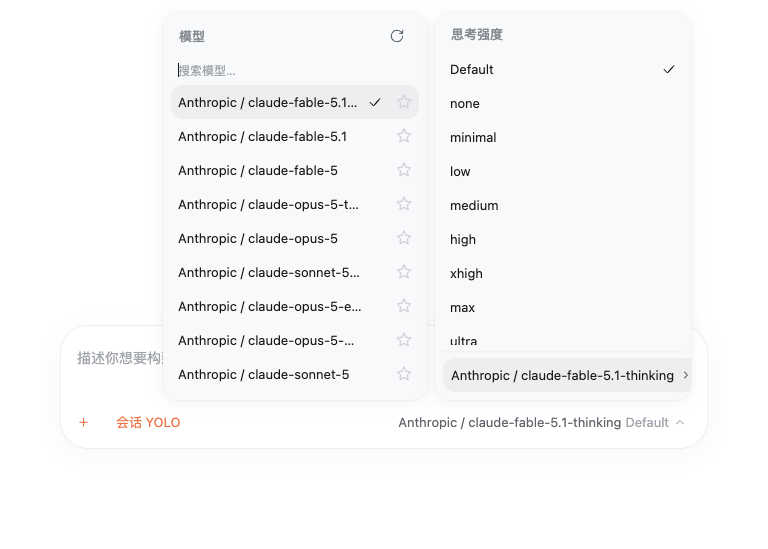 模型
搜索模型...
Anthropic / claude-fable-5.1...
Anthropic / claude-fable-5.1
Anthropic / claude-fable-5
Anthropic / claude-opus-5-t...
Anthropic / claude-opus-5
Anthropic / claude-sonnet-5...
Anthropic / claude-opus-5-e...
Anthropic / claude-opus-5-...
Anthropic / claude-sonnet-5
思考强度
Default
none
minimal
low
medium
high
xhigh
max
ultra
Anthropic / claude-fable-5.1-thinking
描述你想要构
+ 会话 YOLO
Anthropic / claude-fable-5.1-thinking Default